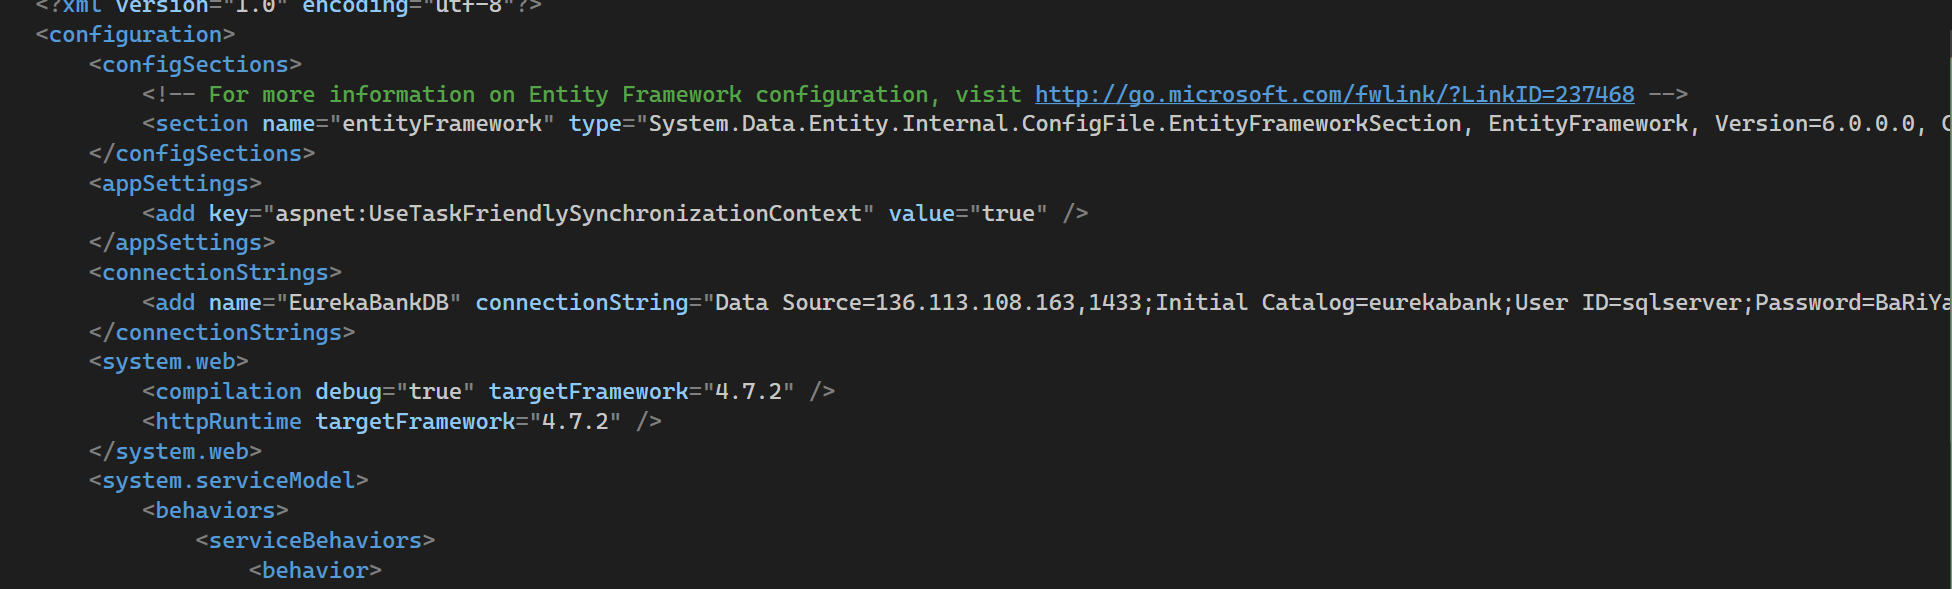 <?xml version="1.0" encoding="utf-8"?>
<configuration>
<configSections>
<!-- For more information on Entity Framework configuration, visit http://go.microsoft.com/fwlink/?LinkID=237468 -->
<section name="entityFramework" type="System.Data.Entity.Internal.ConfigFile.EntityFrameworkSection, EntityFramework, Version=6.0.0.0, C
</configSections>
<appSettings>
<add key="aspnet:UseTaskFriendlySynchronizationContext" value="true" />
</appSettings>
<connectionStrings>
<add name="EurekaBankDB" connectionString="Data Source=136.113.108.163,1433;Initial Catalog=eurekabank;User ID=sqlserver;Password=BaRiYa
</connectionStrings>
<system.web>
<compilation debug="true" targetFramework="4.7.2" />
<httpRuntime targetFramework="4.7.2" />
</system.web>
<system.serviceModel>
<behaviors>
<serviceBehaviors>
<behavior>